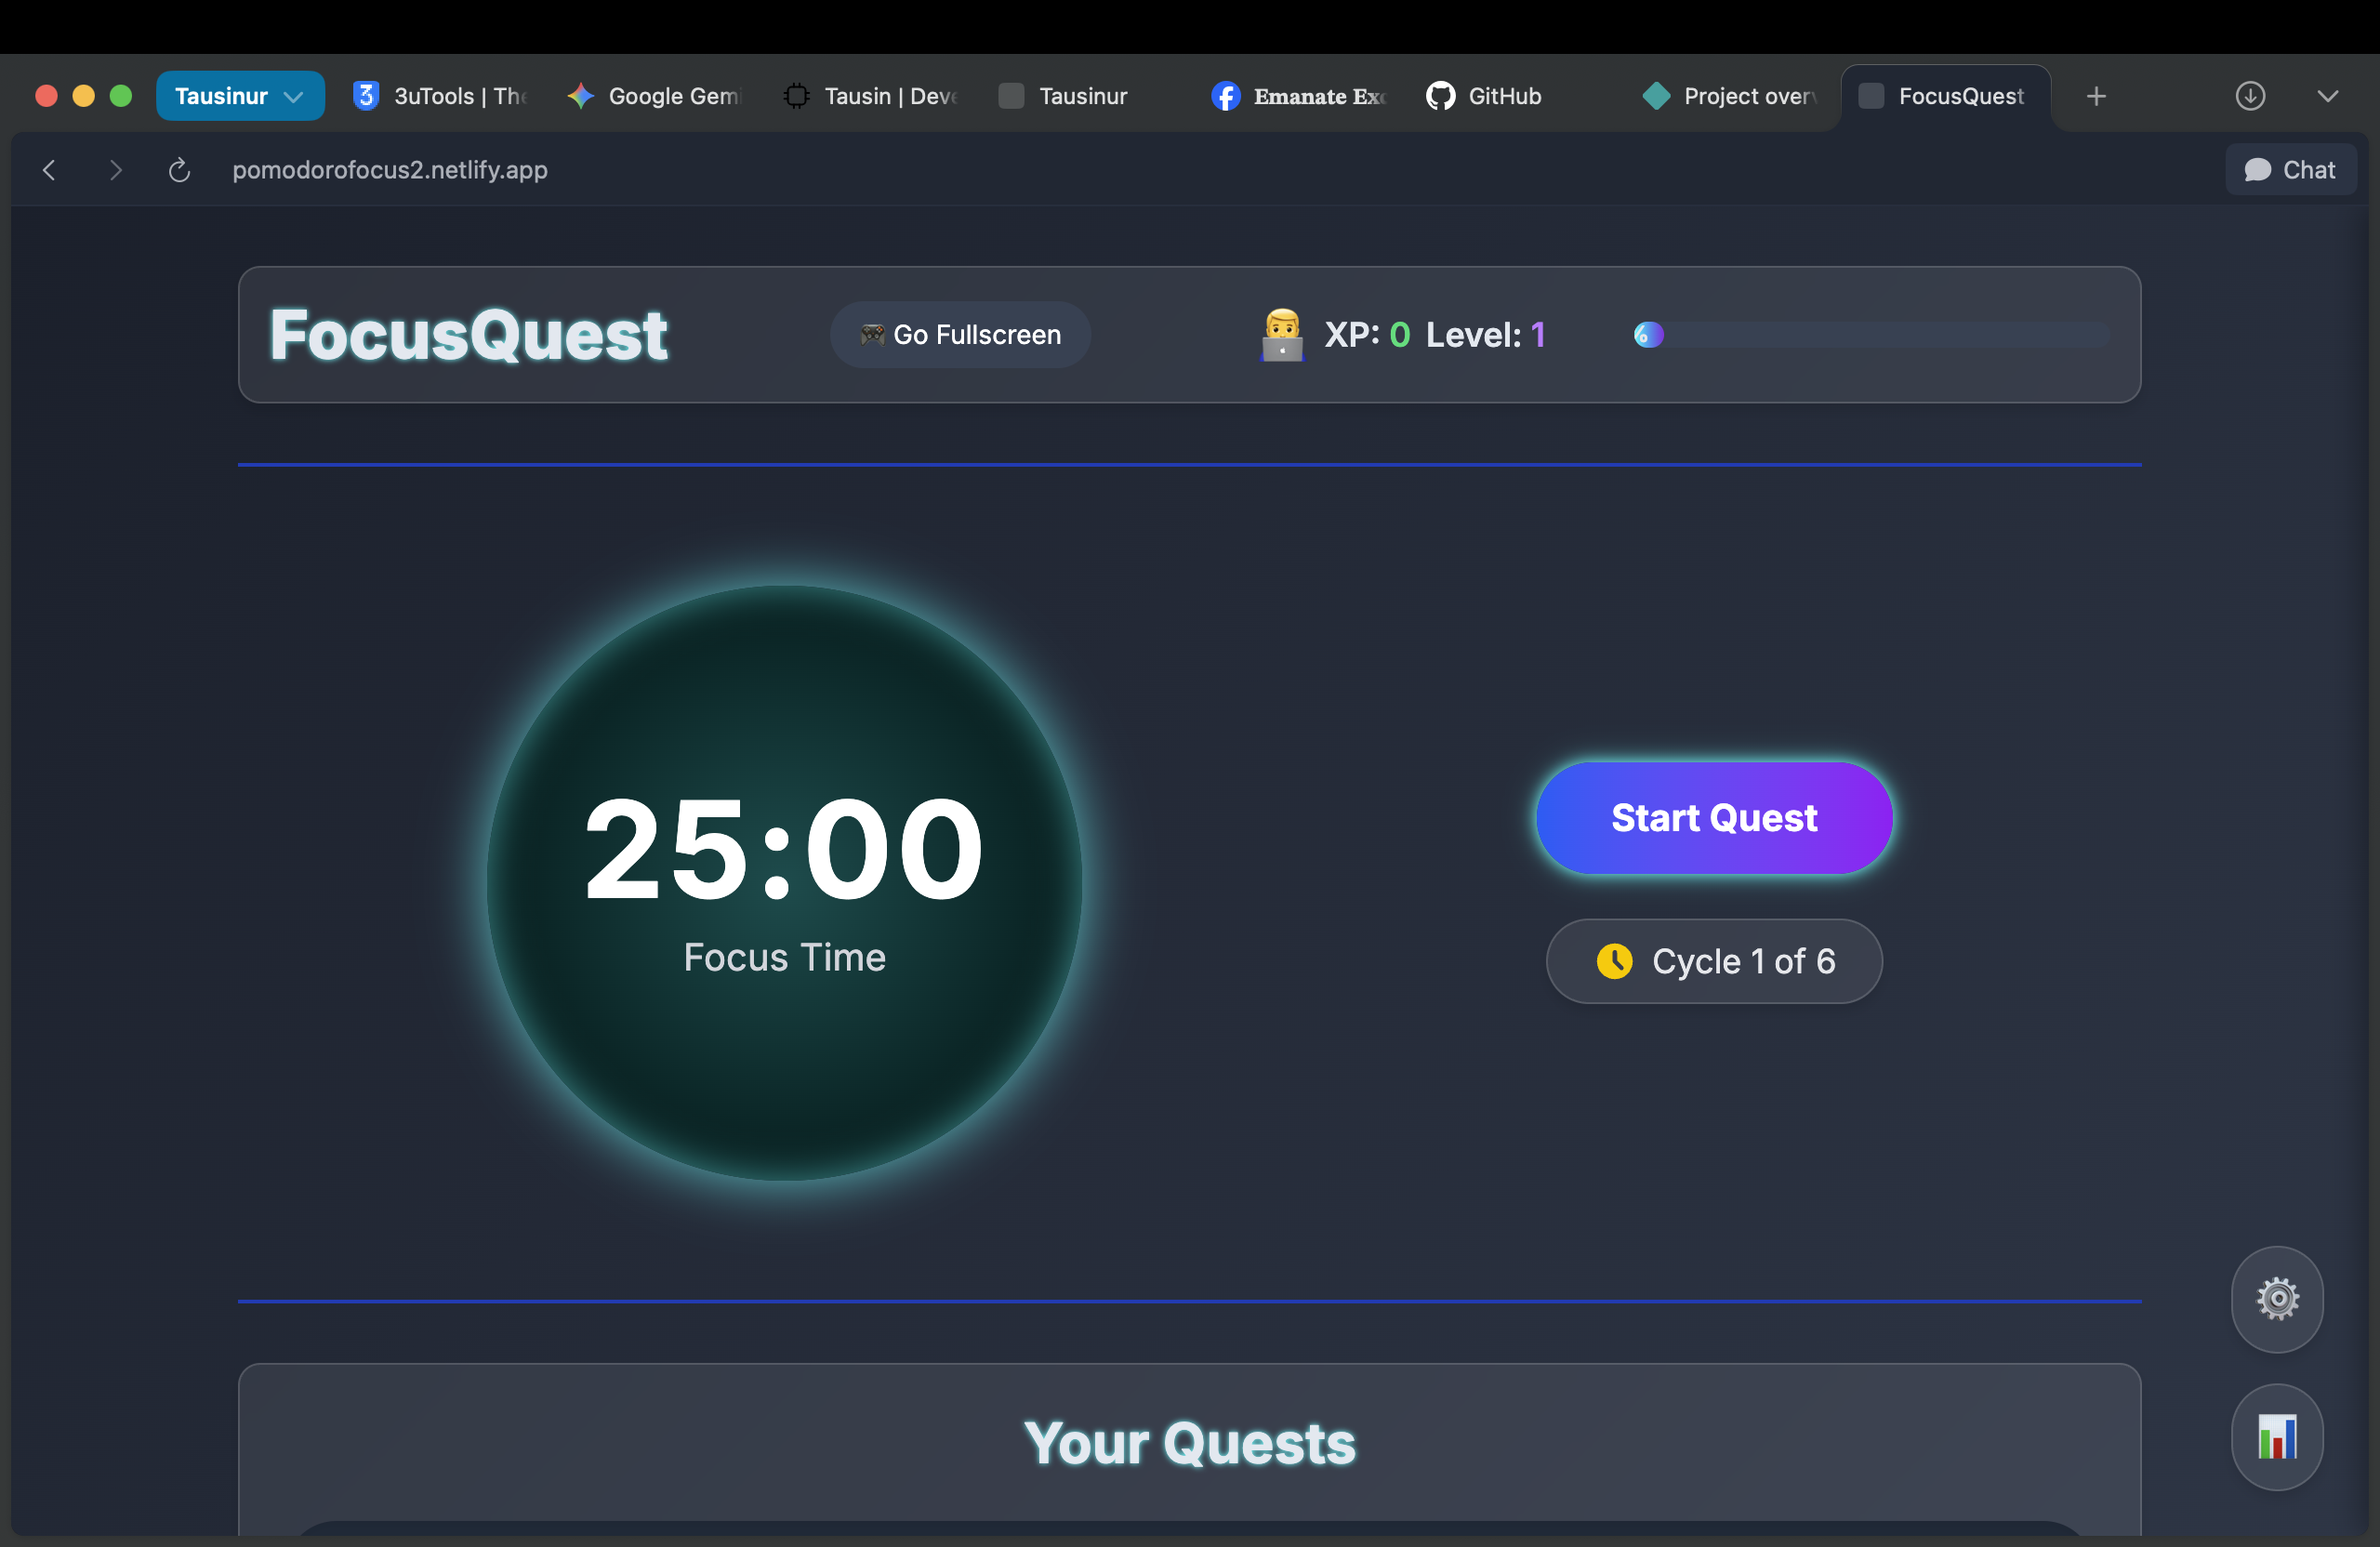 Tausinur
3uTools | The
Google Gem
Tausin | Deve
Tausinur
Emanate Exc
GitHub
Project over
FocusQuest
pomodorofocus2.netlify.app
Chat
FocusQuest
Go Fullscreen
XP: 0 Level: 1
25:00
Focus Time
Start Quest
Cycle 1 of 6
Your Quests